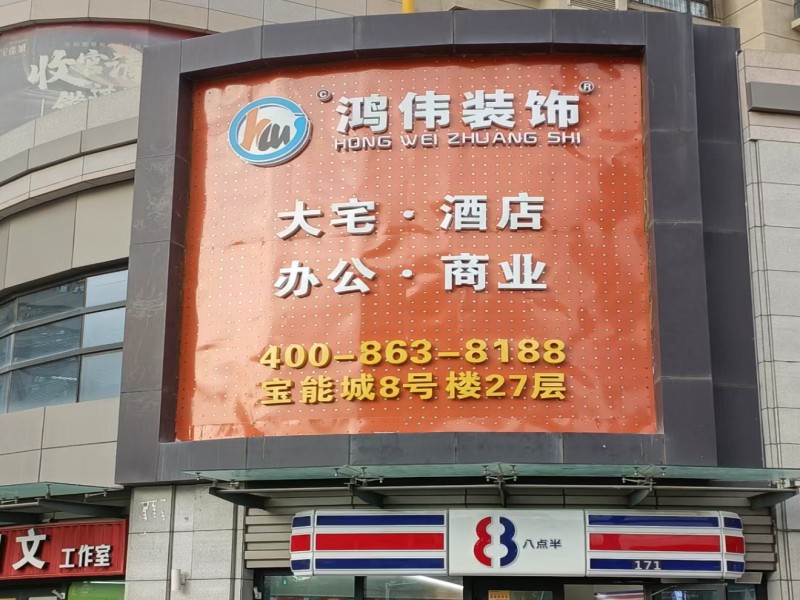 鸿伟装饰
HONG WEI ZHUANG SHI
大宅·酒店
办公·商业
400-863-8188
宝能城8号楼27层
文工作室
八点半
171